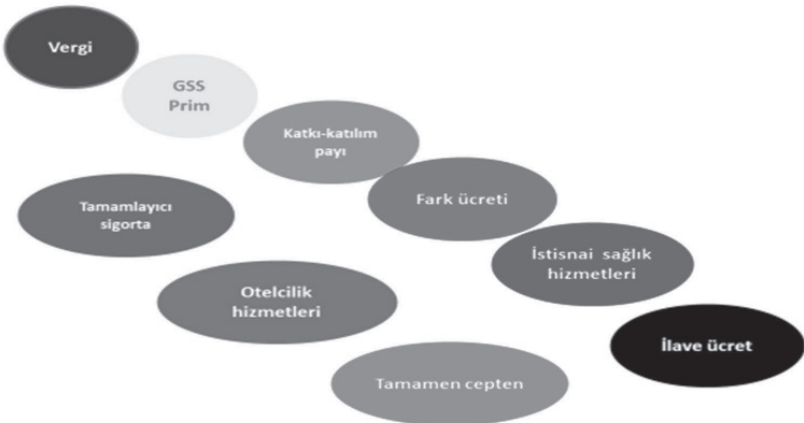 Vergi
GSS
Prim
Katkı-katılım
payı
Fark ücreti
Tamamlayıcı
sigorta
İstisnai sağlık
hizmetleri
Otelcilik
hizmetleri
İlave ücret
Tamamen cepten